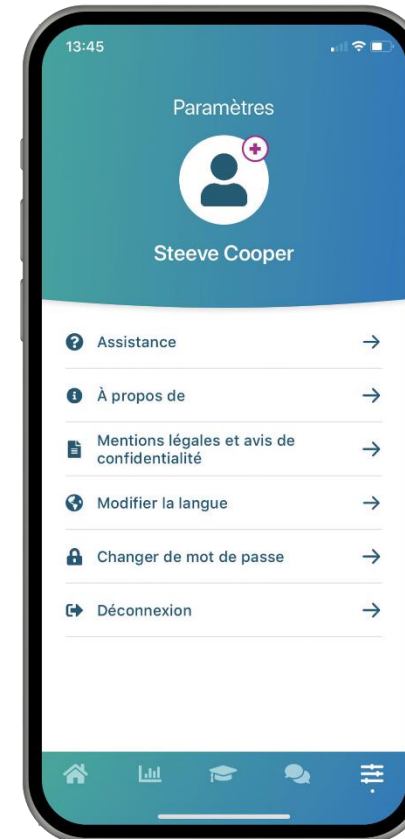 13:45
Paramètres
Steeve Cooper
Assistance
À propos de
Mentions légales et avis de
confidentialité
Modifier la langue
Changer de mot de passe
Déconnexion